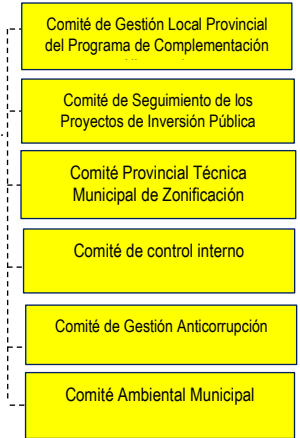 Comité de Gestión Local Provincial
del Programa de Complementación
Comité de Seguimiento de los
Proyectos de Inversión Pública
Comité Provincial Técnica
Municipal de Zonificación
Comité de control interno
Comité de Gestión Anticorrupción
Comité Ambiental Municipal